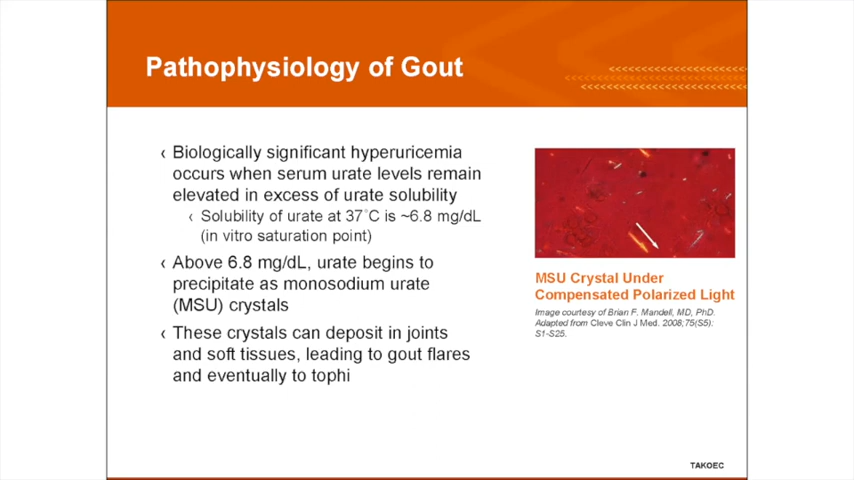 Pathophysiology of Gout
‹ Biologically significant hyperuricemia
occurs when serum urate levels remain
elevated in excess of urate solubility
‹ Solubility of urate at 37°C is ~6.8 mg/dL
(in vitro saturation point)
‹ Above 6.8 mg/dL, urate begins to
precipitate as monosodium urate
(MSU) crystals
‹ These crystals can deposit in joints
and soft tissues, leading to gout flares
and eventually to tophi
MSU Crystal Under
Compensated Polarized Light
Image courtesy of Brian F. Mandell, MD, PhD.
Adapted from Cleve Clin J Med. 2008;75(S5):
S1-S25.
TAKOEC